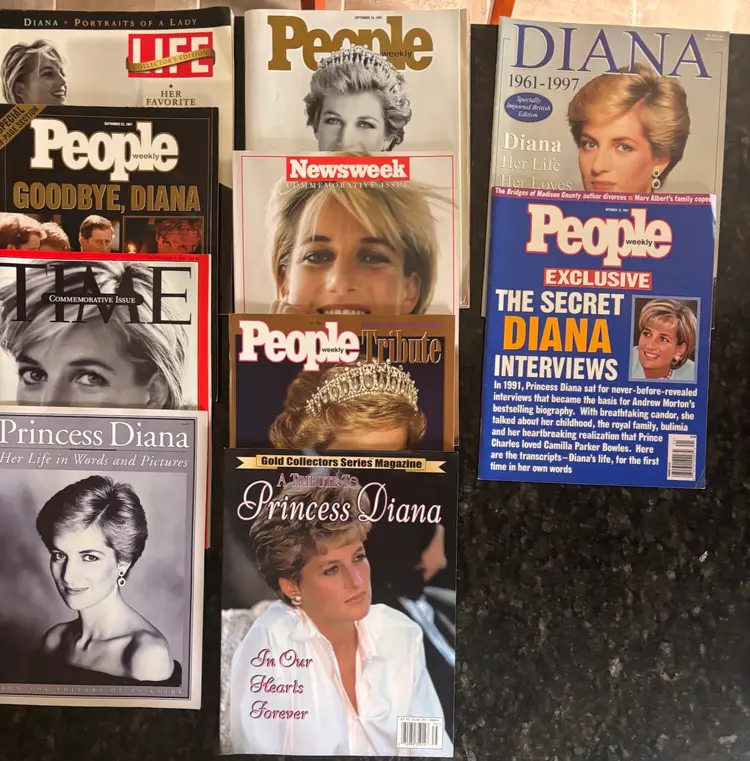 DIANA • PORTRAITS OF A LADY
LIFE
COLLECTOR'S EDITION
• HER
FAVORITE
SPECIAL
People
weekly
GOODBYE, DIANA
TIME
COMMEMORATIVE ISSUE
Princess Diana
Her Life in Words and Pictures
People
weekly
Newsweek
COMMEMORATIVE ISSUE
People
weekly
Tribute
Gold Collectors Series Magazine
A TRIBUTE TO
Princess Diana
In Our
Hearts
Forever
DIANA
1961-1997
Specially
Imported British
Edition
Diana
Her Life
Her Loves
The Bridges of Madison County author divorces ■ Marv Albert's family copes
People
weekly
EXCLUSIVE
THE SECRET
DIANA
INTERVIEWS
In 1991, Princess Diana sat for never-before-revealed
interviews that became the basis for Andrew Morton's
bestselling biography. With breathtaking candor, she
talked about her childhood, the royal family, bulimia
and her heartbreaking realization that Prince
Charles loved Camilla Parker Bowles. Here
are the transcripts—Diana's life, for the first
time in her own words